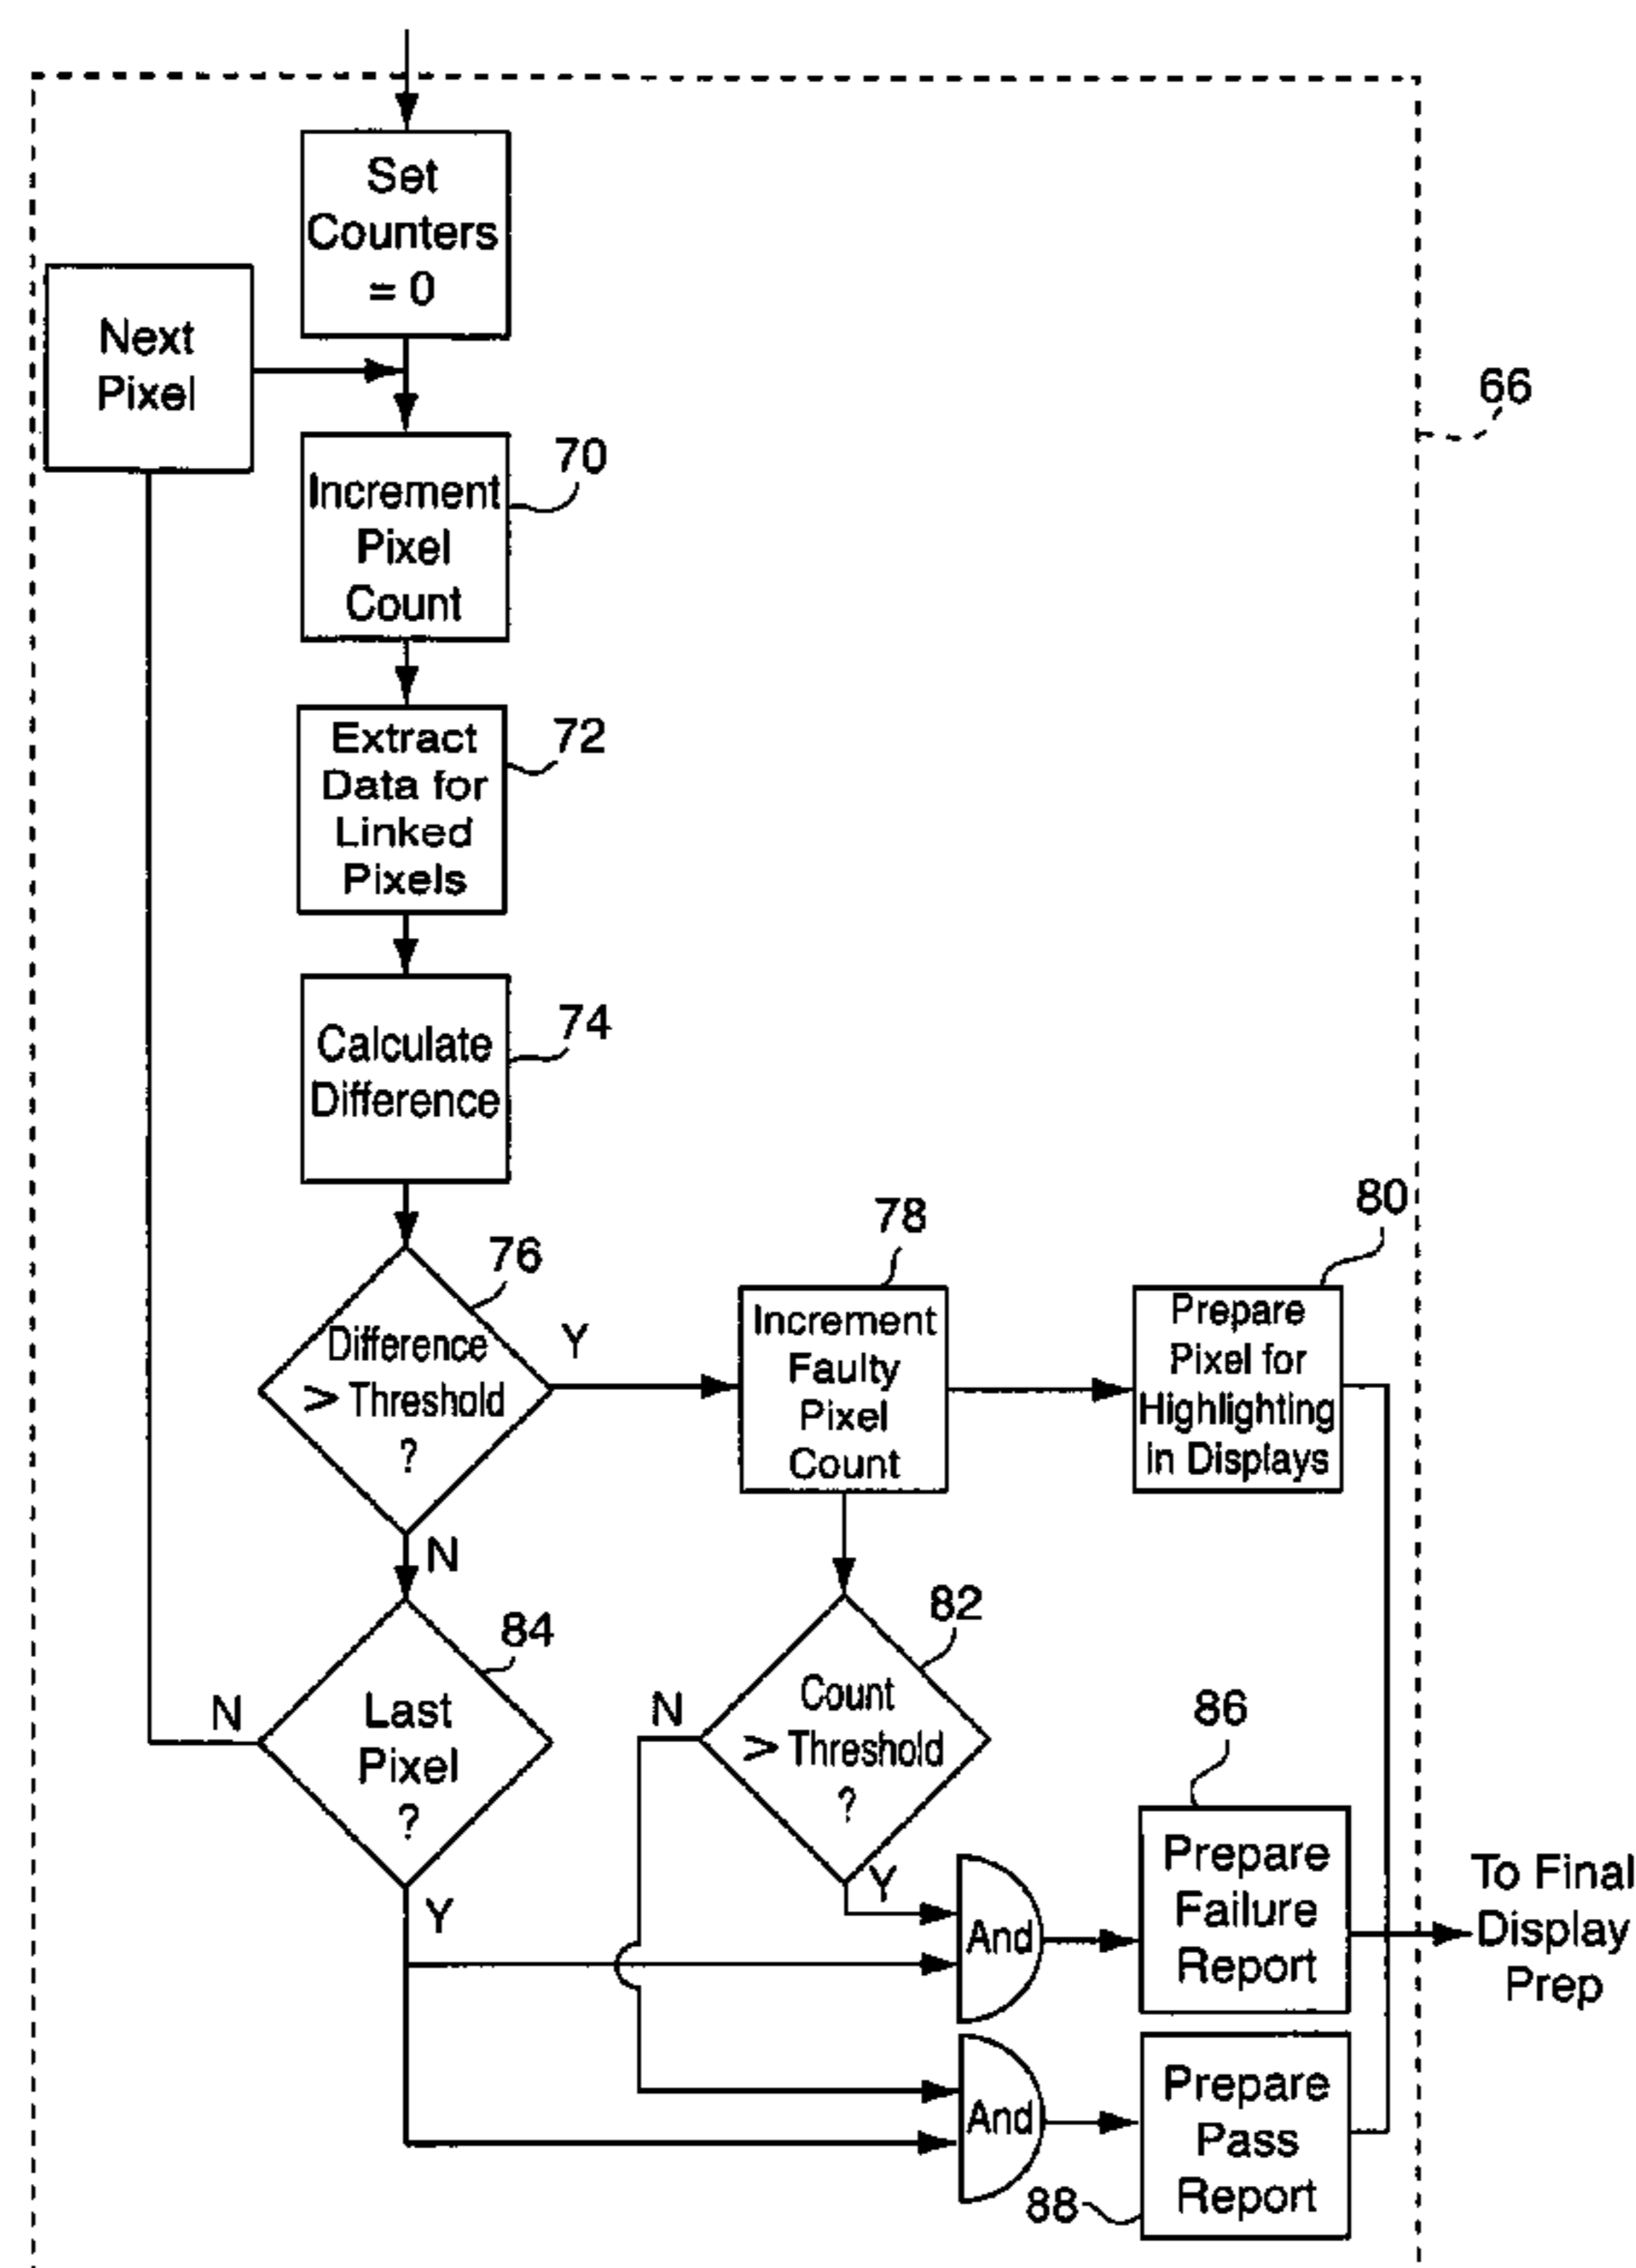 Set
Counters
= 0
Next
Pixel
66
70
Increment
Pixel
Count
72
Extract
Data for
Linked
Pixels
74
Calculate
Difference
76
Difference
> Threshold
?
Y
N
78
Increment
Faulty
Pixel
Count
80
Prepare
Pixel for
Highlighting
in Displays
84
Last
Pixel
?
N
Y
82
Count
> Threshold
?
N
Y
And
86
Prepare
Failure
Report
To Final
Display
Prep
And
Prepare
Pass
Report
88